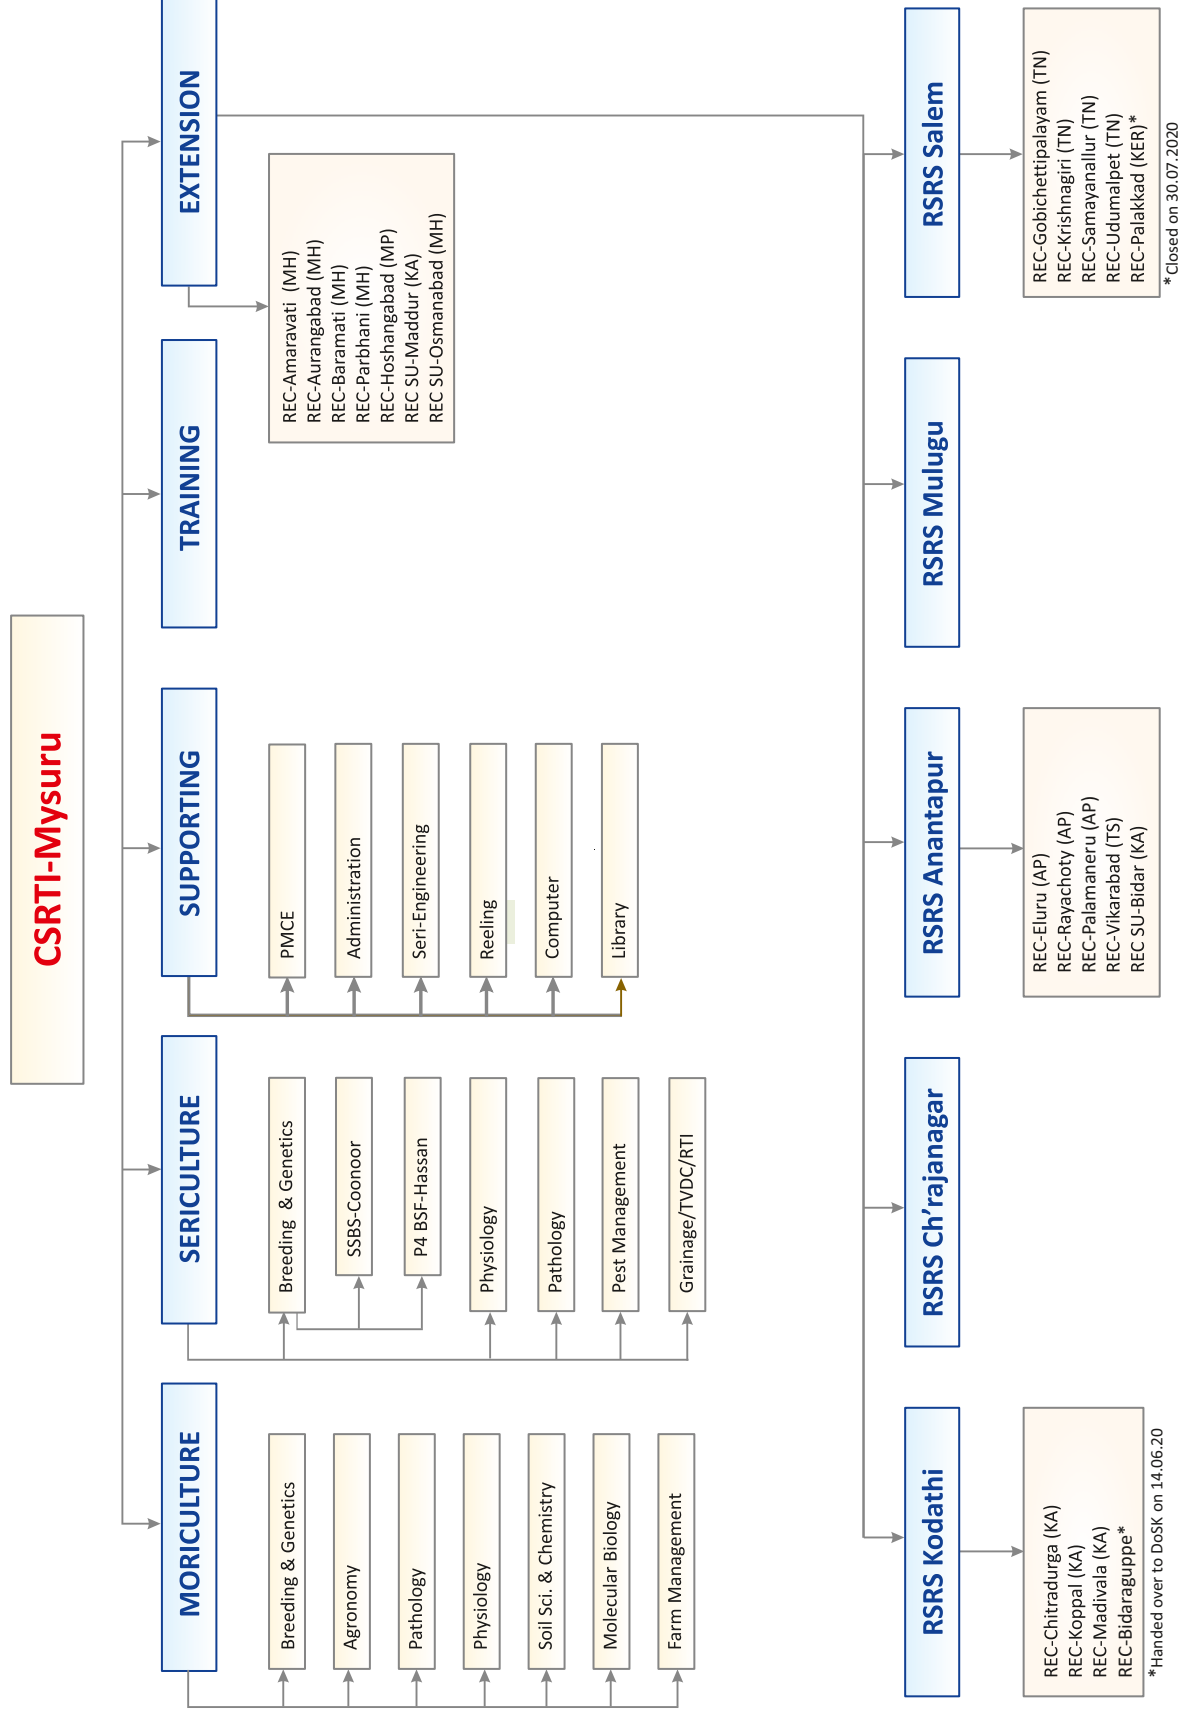 CSRTI-Mysuru
MORICULTURE
SERICULTURE
SUPPORTING
TRAINING
EXTENSION
Breeding & Genetics
Agronomy
Pathology
Physiology
Soil Sci. & Chemistry
Molecular Biology
Farm Management
Breeding & Genetics
SSBS-Coonoor
P4 BSF-Hassan
Physiology
Pathology
Pest Management
Grainage/TVDC/RTI
PMCE
Administration
Seri-Engineering
Reeling
Computer
Library
REC-Amaravati (MH)
REC-Aurangabad (MH)
REC-Baramati (MH)
REC-Parbhani (MH)
REC-Hoshangabad (MP)
REC SU-Maddur (KA)
REC SU-Osmanabad (MH)
RSRS Kodathi
RSRS Ch'rajanagar
RSRS Anantapur
RSRS Mulugu
RSRS Salem
REC-Chitradurga (KA)
REC-Koppal (KA)
REC-Madivala (KA)
REC-Bidaraguppe*
*Handed over to DoSK on 14.06.20
REC-Eluru (AP)
REC-Rayachoty (AP)
REC-Palamaneru (AP)
REC-Vikarabad (TS)
REC SU-Bidar (KA)
REC-Gobichettipalayam (TN)
REC-Krishnagiri (TN)
REC-Samayanallur (TN)
REC-Udumalpet (TN)
REC-Palakkad (KER)*
*Closed on 30.07.2020